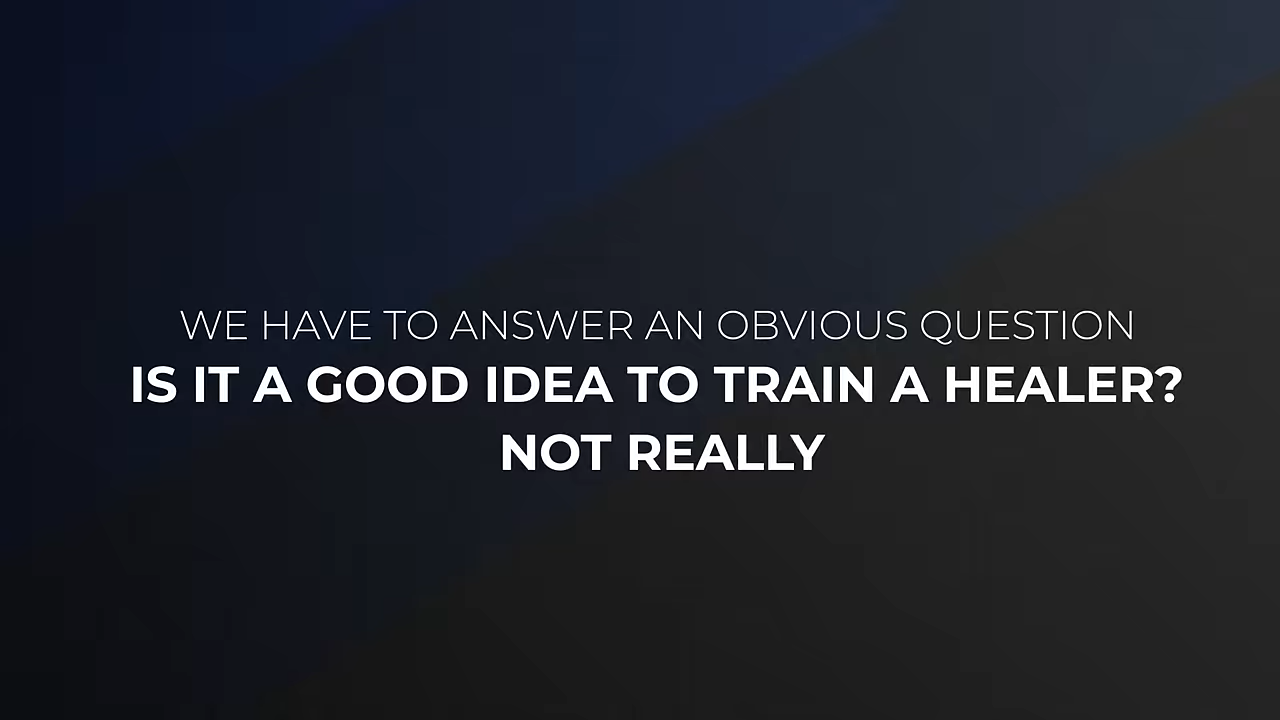 WE HAVE TO ANSWER AN OBVIOUS QUESTION
IS IT A GOOD IDEA TO TRAIN A HEALER?
NOT REALLY